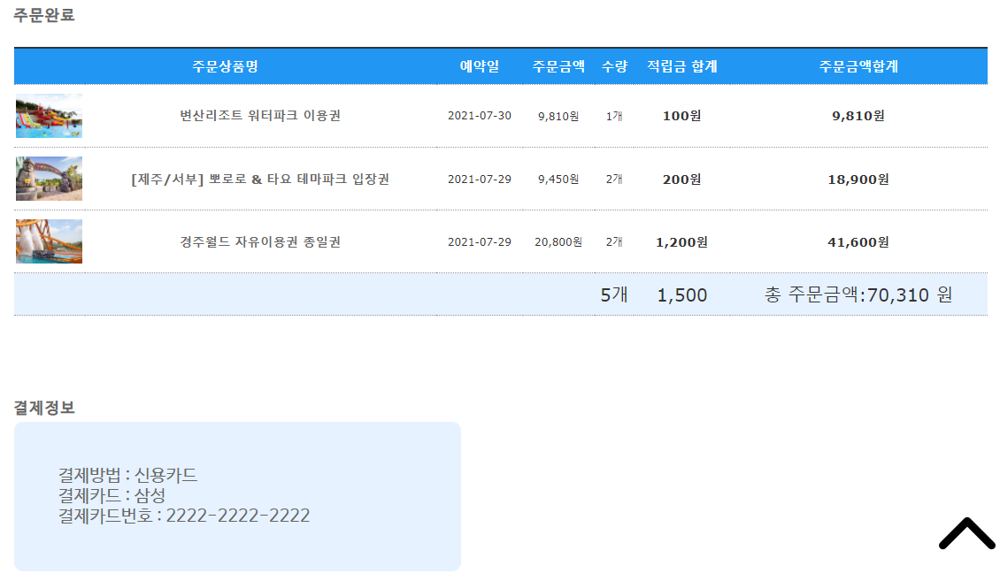 주문완료
주문상품명 예약일 주문금액 수량 적립금 합계 주문금액합계
변산리조트 워터파크 이용권 2021-07-30 9,810원 1개 100원 9,810원
[제주/서부] 뽀로로 & 타요 테마파크 입장권 2021-07-29 9,450원 2개 200원 18,900원
경주월드 자유이용권 종일권 2021-07-29 20,800원 2개 1,200원 41,600원
5개 1,500 총 주문금액:70,310 원
결제정보
결제방법 : 신용카드
결제카드 : 삼성
결제카드번호 : 2222-2222-2222